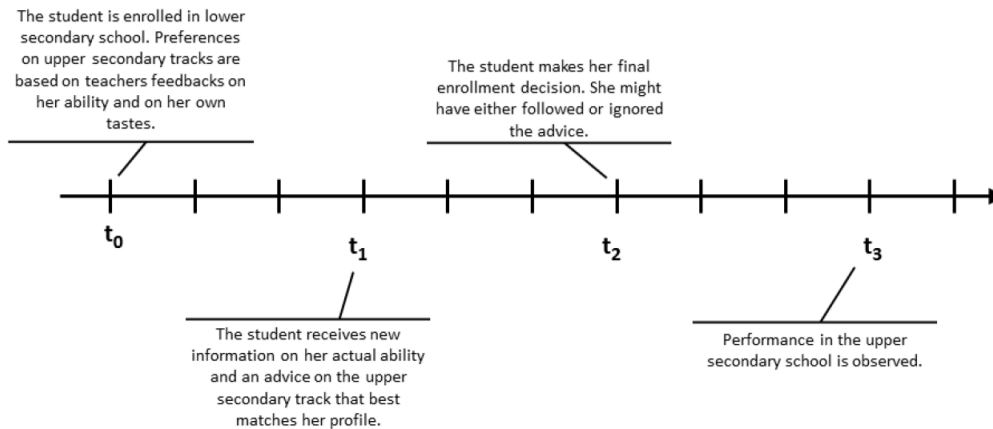 The student is enrolled in lower
secondary school. Preferences
on upper secondary tracks are
based on teachers feedbacks on
her ability and on her own
tastes.
The student makes her final
enrollment decision. She might
have either followed or ignored
the advice.
t0
t1
t2
t3
The student receives new
information on her actual ability
and an advice on the upper
secondary track that best
matches her profile.
Performance in the upper
secondary school is observed.